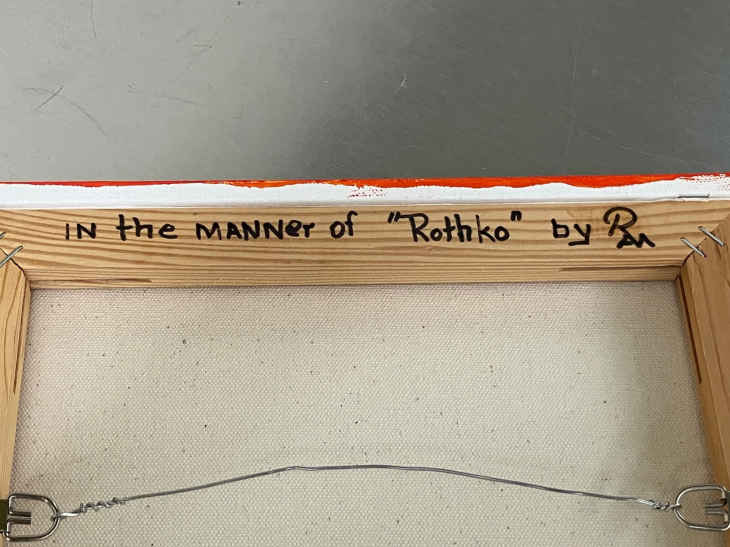 IN the MANNer of "Rothko" by